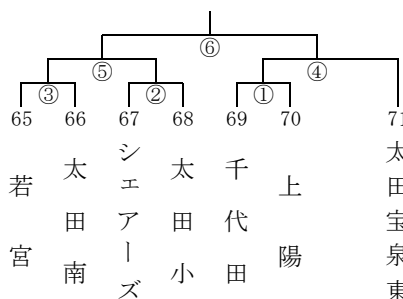 ⑥
⑤ ④
③ ② ①
65 66 67 68 69 70 71
若宮
太田南
シェアーズ
太田小
千代田
上陽
太田宝泉東